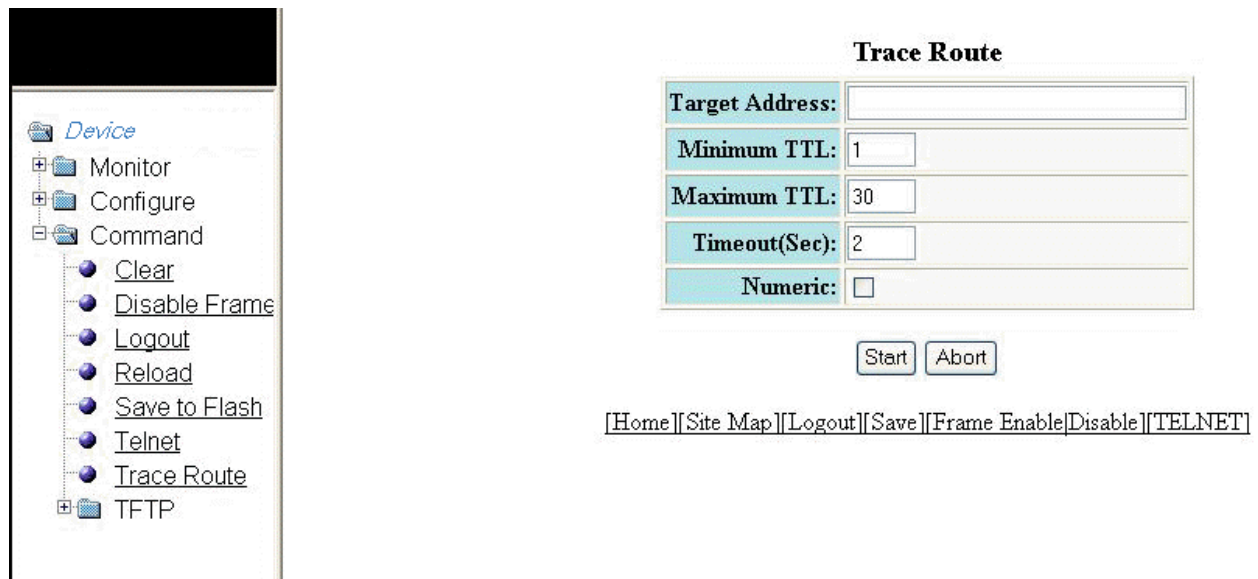 Device
Monitor
Configure
Command
Clear
Disable Frame
Logout
Reload
Save to Flash
Telnet
Trace Route
TFTP
Trace Route
Target Address:
Minimum TTL: 1
Maximum TTL: 30
Timeout(Sec): 2
Numeric:
Start Abort
[Home][Site Map][Logout][Save][Frame Enable|Disable][TELNET]